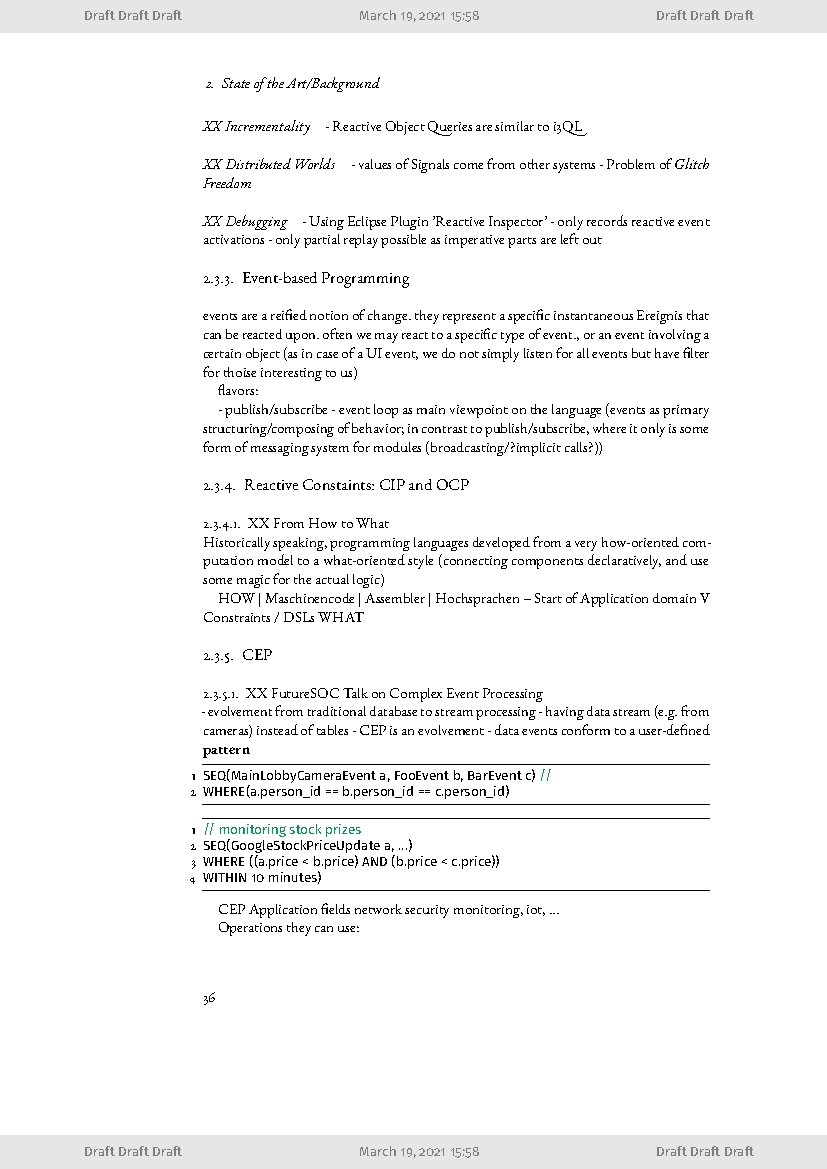 Draft Draft Draft March 19, 2021 15:58 Draft Draft Draft
2. State of the Art/Background
XX Incrementality - Reactive Object Queries are similar to i3QL
XX Distributed Worlds - values of Signals come from other systems - Problem of Glitch
Freedom
XX Debugging - Using Eclipse Plugin ’Reactive Inspector’ - only records reactive event
activations - only partial replay possible as imperative parts are left out
2.3.3. Event-based Programming
events are a reified notion of change. they represent a specific instantaneous Ereignis that
can be reacted upon. often we may react to a specific type of event., or an event involving a
certain object (as in case of a UI event, we do not simply listen for all events but have filter
for thoise interesting to us)
flavors:
- publish/subscribe - event loop as main viewpoint on the language (events as primary
structuring/composing of behavior; in contrast to publish/subscribe, where it only is some
form of messaging system for modules (broadcasting/?implicit calls?))
2.3.4. Reactive Constaints: CIP and OCP
2.3.4.1. XX From How to What
Historically speaking, programming languages developed from a very how-oriented com-
putation model to a what-oriented style (connecting components declaratively, and use
some magic for the actual logic)
HOW | Maschinencode | Assembler | Hochsprachen – Start of Application domain V
Constraints / DSLs WHAT
2.3.5. CEP
2.3.5.1. XX FutureSOC Talk on Complex Event Processing
- evolvement from traditional database to stream processing - having data stream (e.g. from
cameras) instead of tables - CEP is an evolvement - data events conform to a user-defined
pattern
1 SEQ(MainLobbyCameraEvent a, FooEvent b, BarEvent c) //
2 WHERE(a.person_id == b.person_id == c.person_id)
1 // monitoring stock prizes
2 SEQ(GoogleStockPriceUpdate a, ...)
3 WHERE ((a.price < b.price) AND (b.price < c.price))
4 WITHIN 10 minutes)
CEP Application fields network security monitoring, iot, ...
Operations they can use:
36
Draft Draft Draft March 19, 2021 15:58 Draft Draft Draft